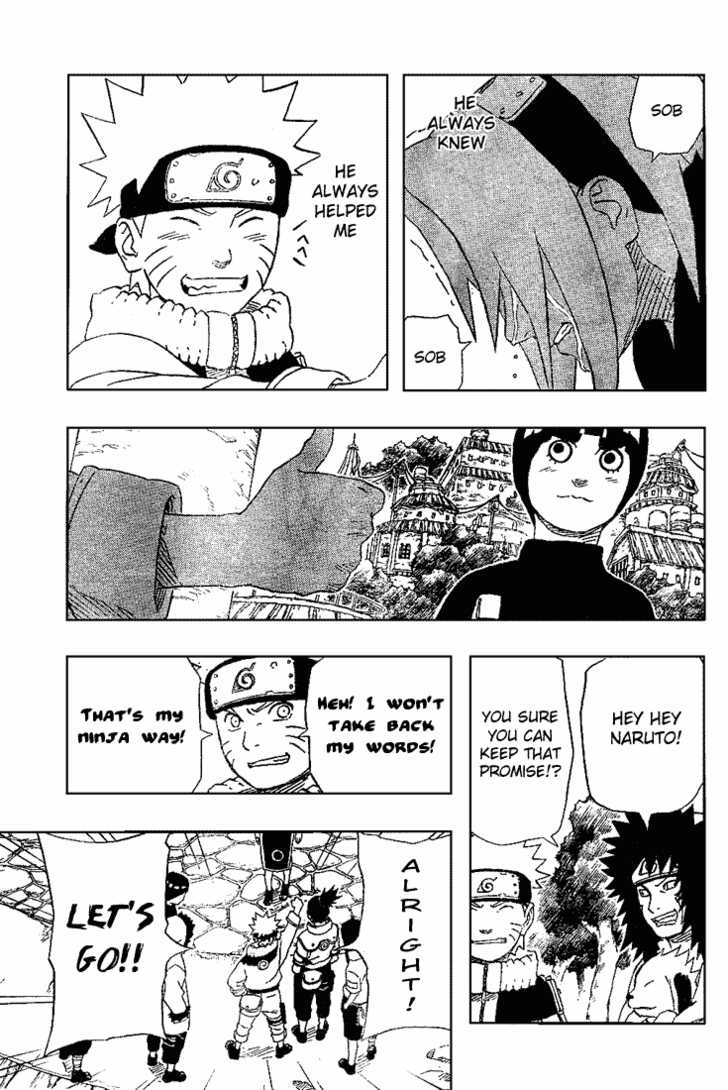 SOB
HE
ALWAYS
KNEW
SOB
HE
ALWAYS
HELPED
ME
HEY HEY
NARUTO!
YOU SURE
YOU CAN
KEEP THAT
PROMISE!?
HEH! I WON'T
TAKE BACK
MY WORDS!
THAT'S MY
NINJA WAY!
ALRIGHT!
LET'S
GO!!